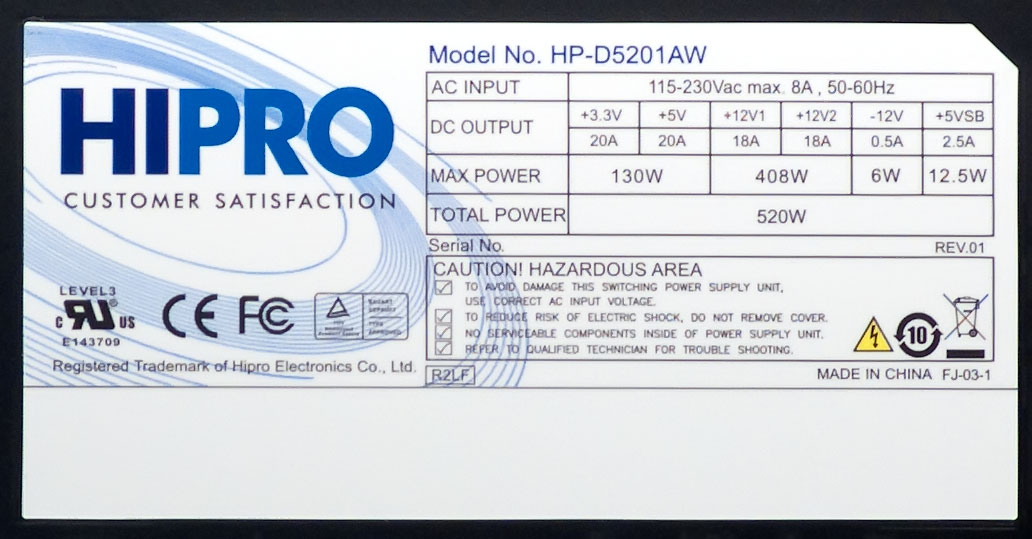 HIPRO
CUSTOMER SATISFACTION
Model No. HP-D5201AW
AC INPUT 115-230Vac max. 8A , 50-60Hz
DC OUTPUT +3.3V +5V +12V1 +12V2 -12V +5VSB
20A 20A 18A 18A 0.5A 2.5A
MAX POWER 130W 408W 6W 12.5W
TOTAL POWER 520W
Serial No. REV.01
CAUTION! HAZARDOUS AREA
TO AVOID DAMAGE THIS SWITCHING POWER SUPPLY UNIT,
USE CORRECT AC INPUT VOLTAGE.
TO REDUCE RISK OF ELECTRIC SHOCK, DO NOT REMOVE COVER.
NO SERVICEABLE COMPONENTS INSIDE OF POWER SUPPLY UNIT.
REFER TO QUALIFIED TECHNICIAN FOR TROUBLE SHOOTING.
10
LEVEL3
c RU ® US
E143709
CE FC
Registered Trademark of Hipro Electronics Co., Ltd.
R2LF
MADE IN CHINA FJ-03-1